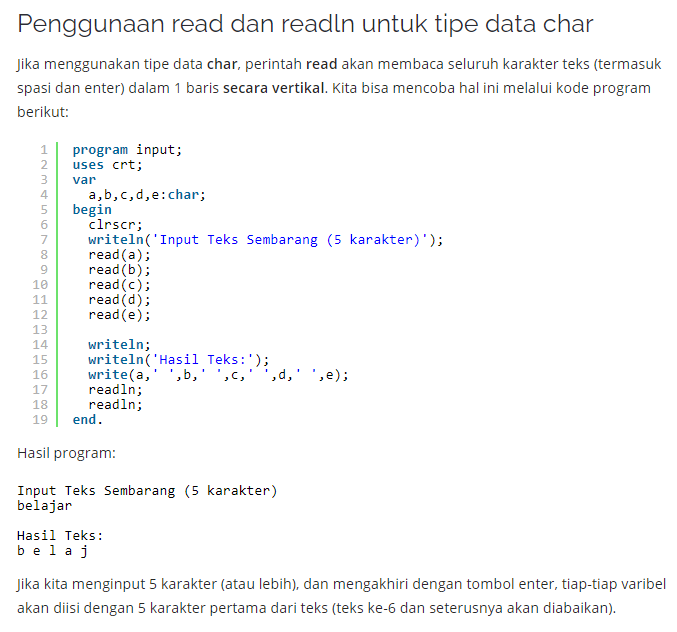 Penggunaan read dan readln untuk tipe data char
Jika menggunakan tipe data char, perintah read akan membaca seluruh karakter teks (termasuk
spasi dan enter) dalam 1 baris secara vertikal. Kita bisa mencoba hal ini melalui kode program
berikut:
1 program input;
2 uses crt;
3 var
4 a,b,c,d,e:char;
5 begin
6 clrscr;
7 writeln('Input Teks Sembarang (5 karakter)');
8 read(a);
9 read(b);
10 read(c);
11 read(d);
12 read(e);
13
14 writeln;
15 writeln('Hasil Teks:');
16 write(a,' ',b,' ',c,' ',d,' ',e);
17 readln;
18 readln;
19 end.
Hasil program:
Input Teks Sembarang (5 karakter)
belajar
Hasil Teks:
b e l a j
Jika kita menginput 5 karakter (atau lebih), dan mengakhiri dengan tombol enter, tiap-tiap varibel
akan diisi dengan 5 karakter pertama dari teks (teks ke-6 dan seterusnya akan diabaikan).